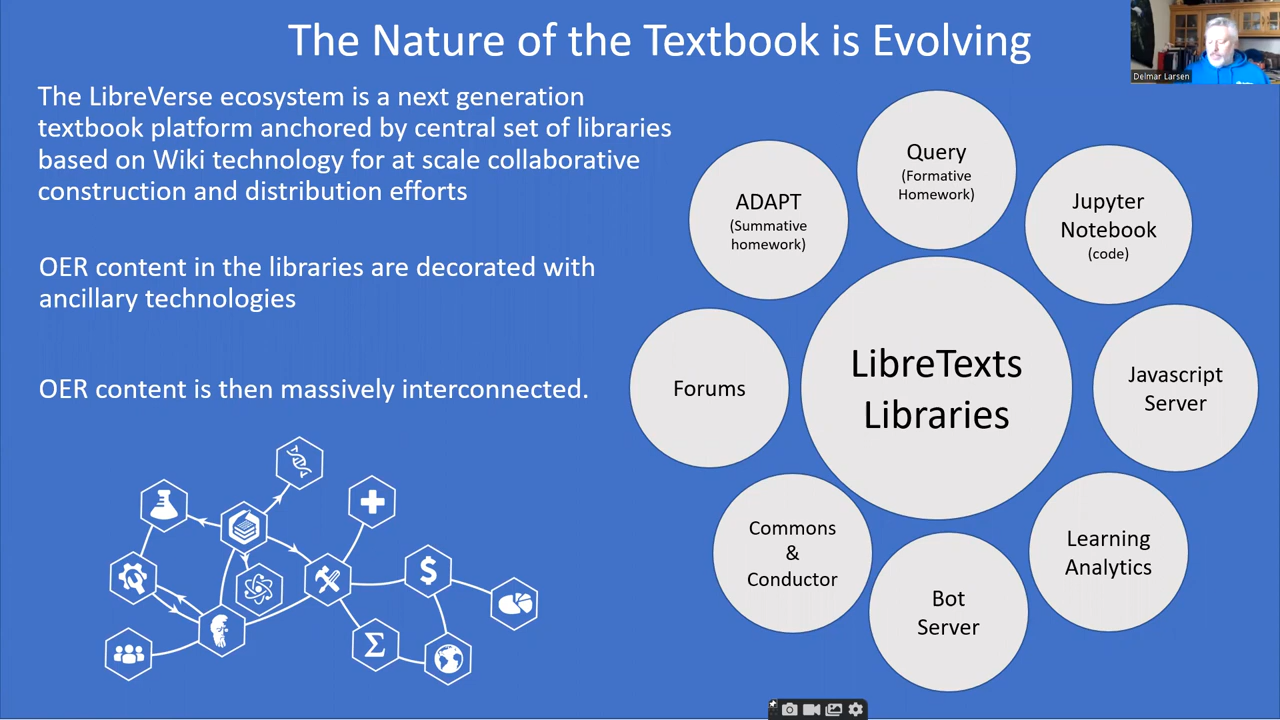 The Nature of the Textbook is Evolving
Delmar Larsen
The LibreVerse ecosystem is a next generation
textbook platform anchored by central set of libraries
based on Wiki technology for at scale collaborative
construction and distribution efforts
OER content in the libraries are decorated with
ancillary technologies
OER content is then massively interconnected.
Query
(Formative
Homework)
ADAPT
(Summative
homework)
Jupyter
Notebook
(code)
LibreTexts
Libraries
Forums
Javascript
Server
Commons
&
Conductor
Learning
Analytics
Bot
Server
$
Σ